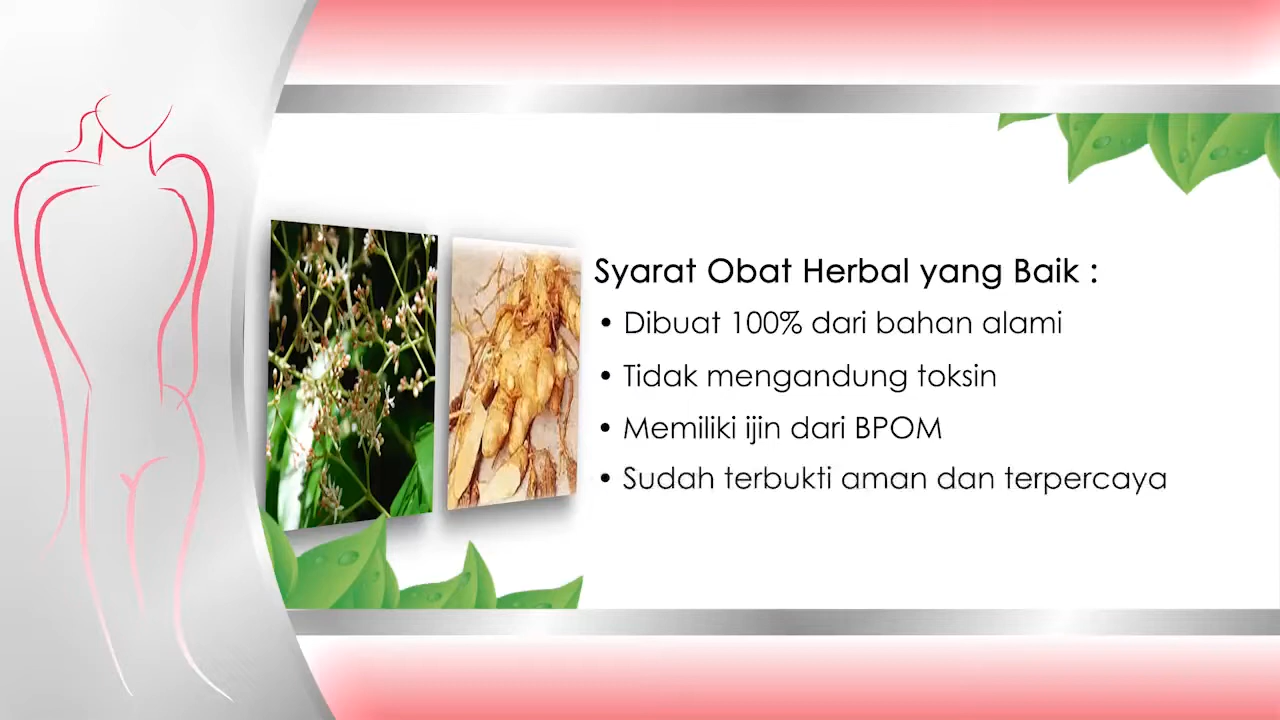 Syarat Obat Herbal yang Baik :
• Dibuat 100% dari bahan alami
• Tidak mengandung toksin
• Memiliki ijin dari BPOM
• Sudah terbukti aman dan terpercaya